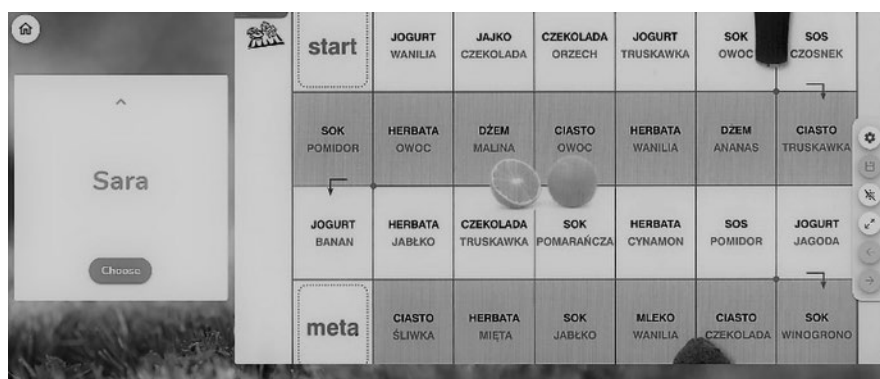 Sara
Choose
start
JOGURT
WANILIA
JAJKO
CZEKOLADA
CZEKOLADA
ORZECH
JOGURT
TRUSKAWKA
SOK
OWOC
SOS
CZOSNEK
SOK
POMIDOR
HERBATA
OWOC
DŻEM
MALINA
CIASTO
OWOC
HERBATA
WANILIA
DŻEM
ANANAS
CIASTO
TRUSKAWKA
JOGURT
BANAN
HERBATA
JABŁKO
CZEKOLADA
TRUSKAWKA
SOK
POMARAŃCZA
HERBATA
CYNAMON
SOS
POMIDOR
JOGURT
JAGODA
meta
CIASTO
ŚLIWKA
HERBATA
MIĘTA
SOK
JABŁKO
MLEKO
WANILIA
CIASTO
CZEKOLADA
SOK
WINOGRONO